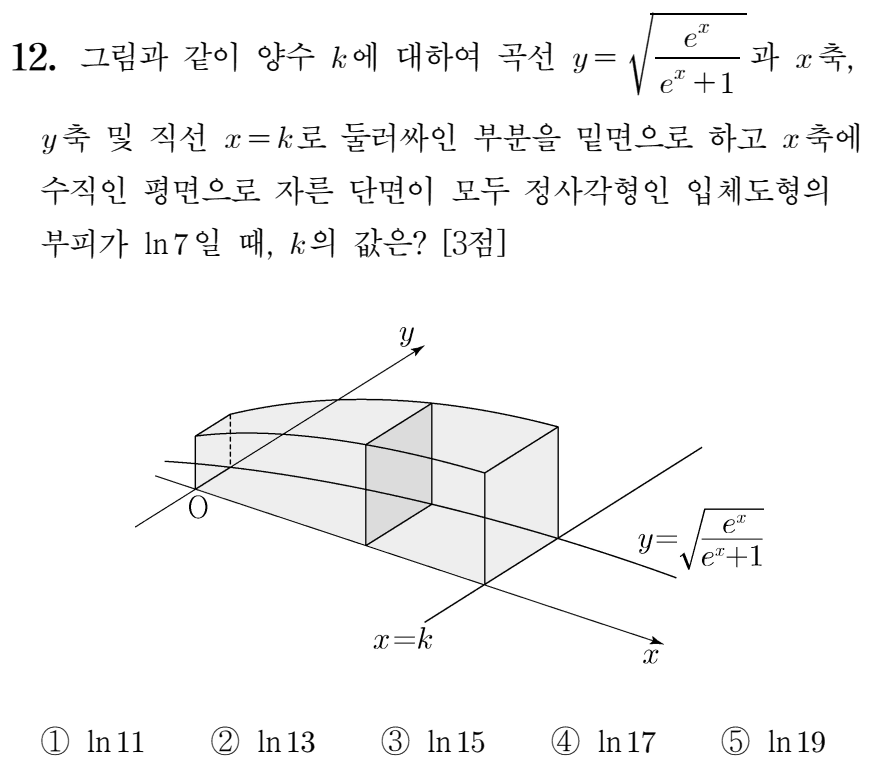 12. 그림과 같이 양수 k에 대하여 곡선 y=√(e^x/(e^x+1))과 x축,
y축 및 직선 x=k로 둘러싸인 부분을 밑면으로 하고 x축에
수직인 평면으로 자른 단면이 모두 정사각형인 입체도형의
부피가 ln7일 때, k의 값은? [3점]
y
O
y=√(e^x/(e^x+1))
x=k
x
① ln11 ② ln13 ③ ln15 ④ ln17 ⑤ ln19